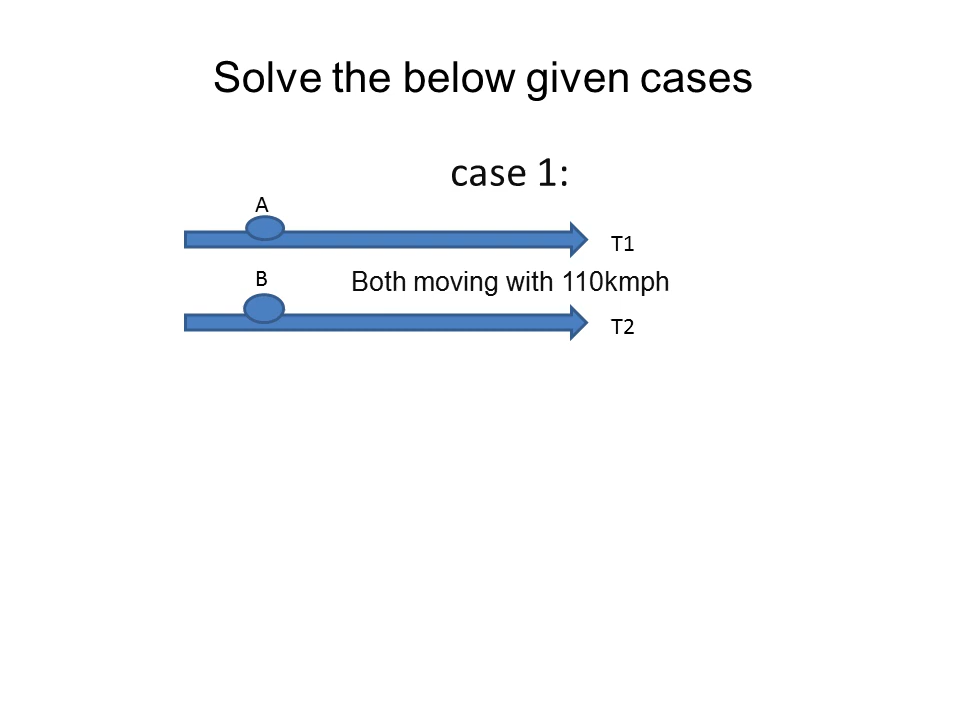 Solve the below given cases
case 1:
A
T1
B
Both moving with 110kmph
T2